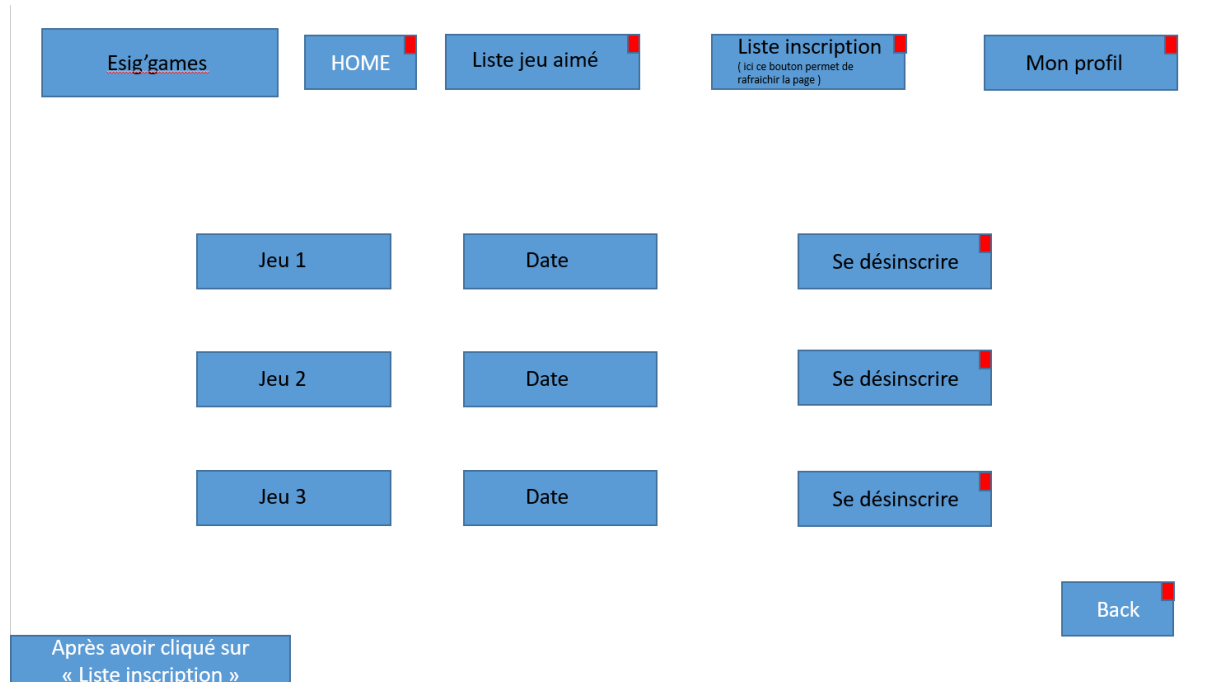 Esig'games
HOME
Liste jeu aimé
Liste inscription
( ici ce bouton permet de
rafraichir la page )
Mon profil
Jeu 1
Date
Se désinscrire
Jeu 2
Date
Se désinscrire
Jeu 3
Date
Se désinscrire
Back
Après avoir cliqué sur
« Liste inscription »